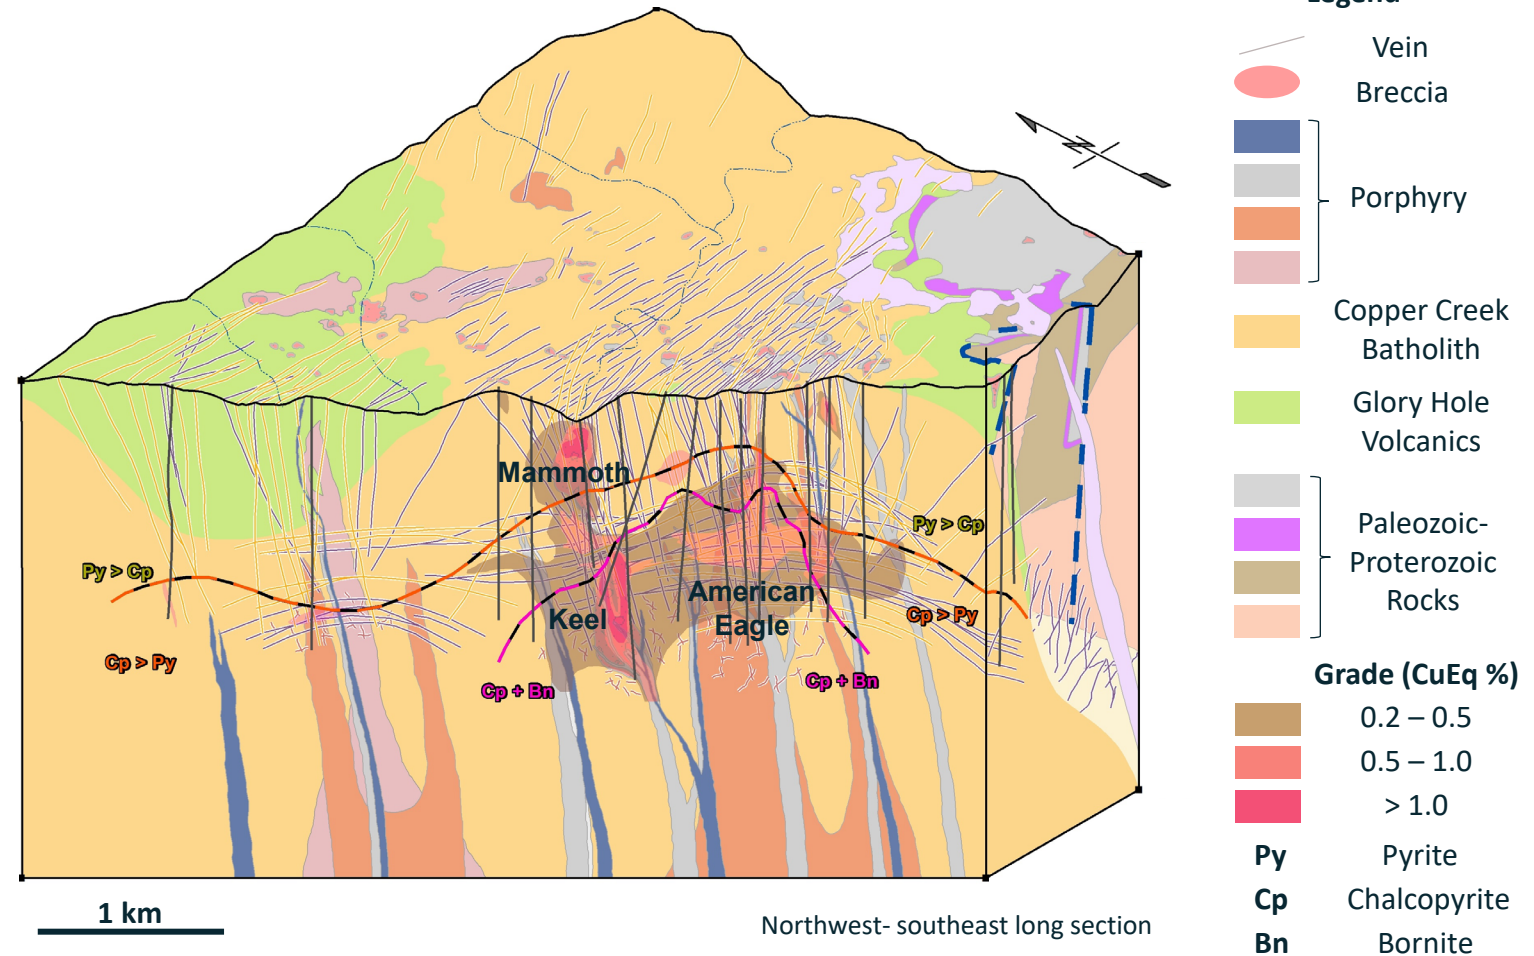 Legend
Vein
Breccia
Porphyry
Copper Creek
Batholith
Glory Hole
Volcanics
Paleozoic-
Proterozoic
Rocks
Grade (CuEq %)
0.2 – 0.5
0.5 – 1.0
> 1.0
Py Pyrite
Cp Chalcopyrite
Bn Bornite
Mammoth
Keel
American
Eagle
Py > Cp
Cp > Py
Py > Cp
Cp > Py
Cp + Bn
Cp + Bn
1 km
Northwest- southeast long section